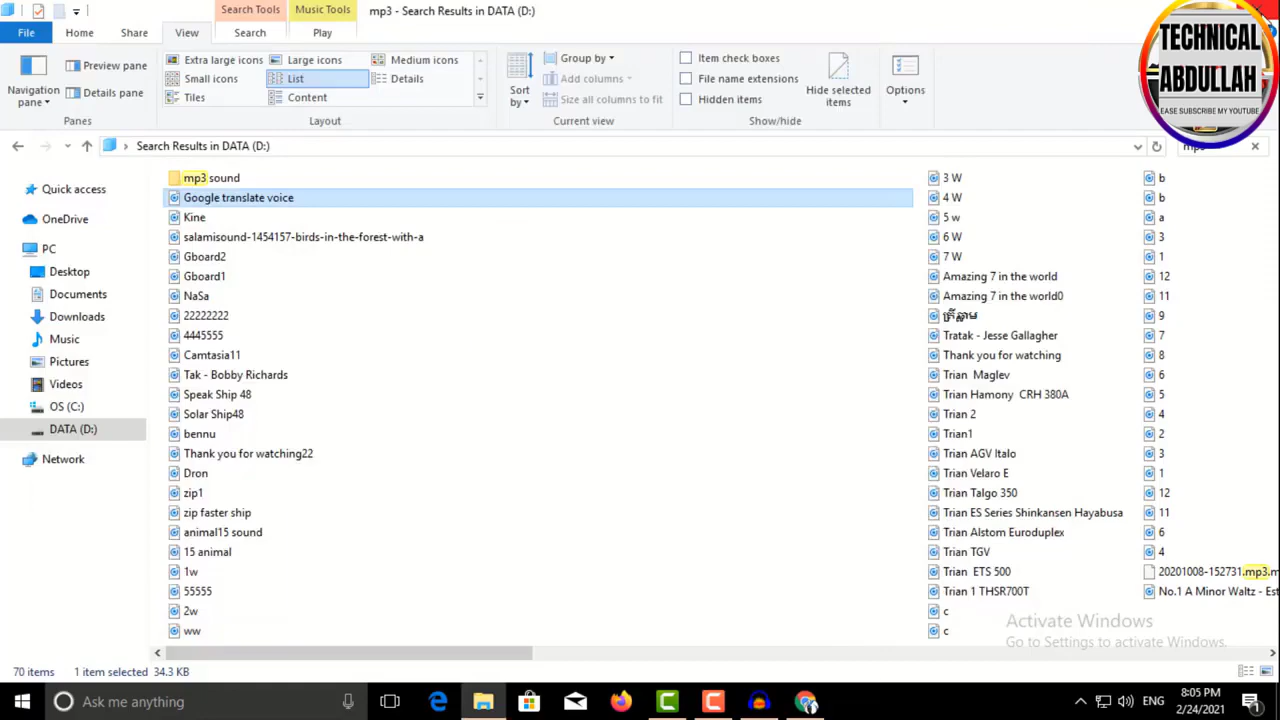 Search Tools
Music Tools
mp3 - Search Results in DATA (D:)
File
Home
Share
View
Search
Play
Navigation
pane
Preview pane
Details pane
Panes
Extra large icons
Large icons
Medium icons
Small icons
List
Details
Tiles
Content
Layout
Sort
by
Group by
Add columns
Size all columns to fit
Current view
Item check boxes
File name extensions
Hidden items
Hide selected
items
Show/hide
Options
TECHNICAL
ABDULLAH
EASE SUBSCRIBE MY YOUTUBE
Search Results in DATA (D:)
Quick access
OneDrive
PC
Desktop
Documents
Downloads
Music
Pictures
Videos
OS (C:)
DATA (D:)
Network
mp3 sound
Google translate voice
Kine
salamisound-1454157-birds-in-the-forest-with-a
Gboard2
Gboard1
NaSa
22222222
4445555
Camtasia11
Tak - Bobby Richards
Speak Ship 48
Solar Ship48
bennu
Thank you for watching22
Dron
zip1
zip faster ship
animal15 sound
15 animal
1w
55555
2w
ww
3 W
4 W
5 w
6 W
7 W
Amazing 7 in the world
Amazing 7 in the world0
Tratak - Jesse Gallagher
Thank you for watching
Trian  Maglev
Trian Hamony  CRH 380A
Trian 2
Trian1
Trian AGV Italo
Trian Velaro E
Trian Talgo 350
Trian ES Series Shinkansen Hayabusa
Trian Alstom Euroduplex
Trian TGV
Trian  ETS 500
Trian 1 THSR700T
c
c
b
b
a
3
1
12
11
9
7
8
6
5
4
2
3
1
12
11
6
4
20201008-152731.mp3.m
No.1 A Minor Waltz - Est
Activate Windows
Go to Settings to activate Windows.
70 items
1 item selected  34.3 KB
Ask me anything
ENG
8:05 PM
2/24/2021
1